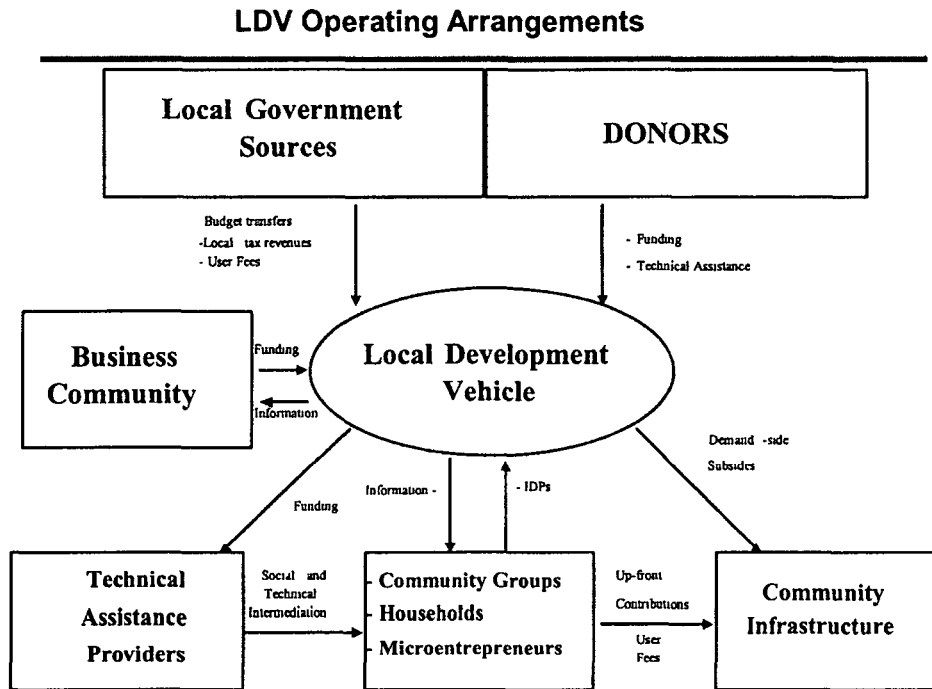 LDV Operating Arrangements
Local Government
Sources
DONORS
Budget transfers
-Local tax revenues
- User Fees
- Funding
- Technical Assistance
Business
Community
Funding
Information
Local Development
Vehicle
Demand -side
Subsides
Funding
Information -
- IDPs
Technical
Assistance
Providers
Social and
Technical
Intermediation
- Community Groups
- Households
- Microentrepreneurs
Up-front
Contributions
User
Fees
Community
Infrastructure